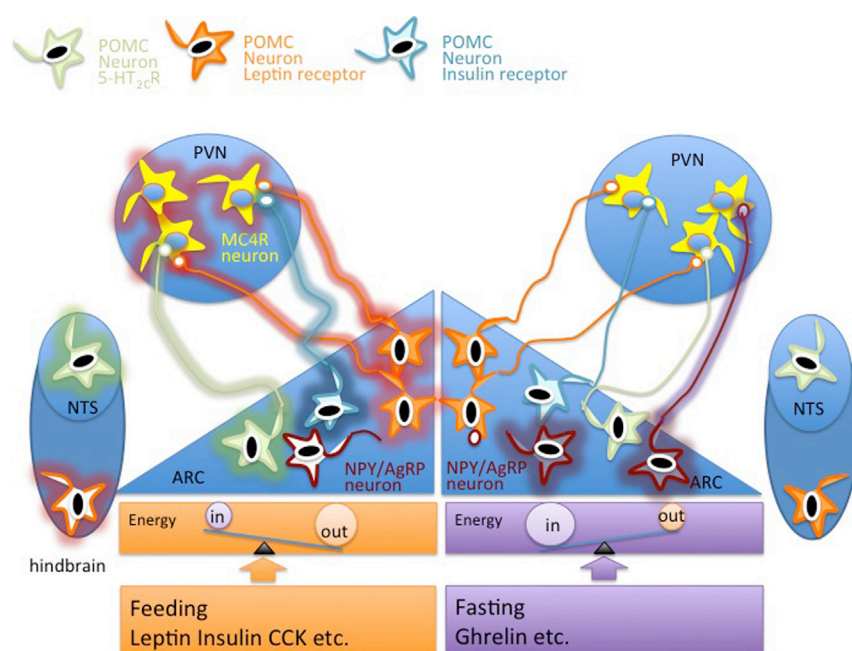 POMC
Neuron
5-HT2CR
POMC
Neuron
Leptin receptor
POMC
Neuron
Insulin receptor
PVN
MC4R
neuron
PVN
NTS
NTS
ARC
NPY/AgRP
neuron
NPY/AgRP
neuron
ARC
Energy
in
out
Energy
in
out
hindbrain
Feeding
Leptin Insulin CCK etc.
Fasting
Ghrelin etc.